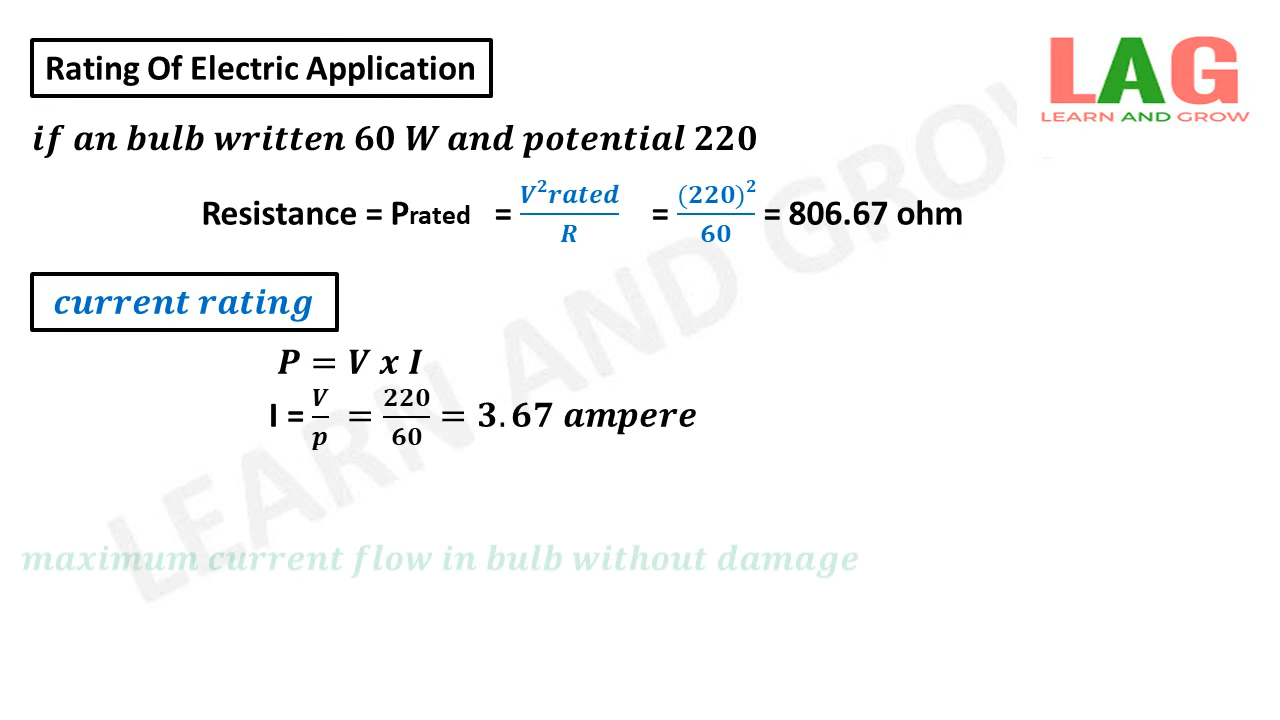 Rating Of Electric Application
LAG
LEARN AND GROW
if an bulb written 60 W and potential 220
Resistance = Prated = V²rated/R = (220)²/60 = 806.67 ohm
current rating
P = V x I
I = V/p = 220/60 = 3.67 ampere
maximum current flow in bulb without damage
LEARN AND GROW